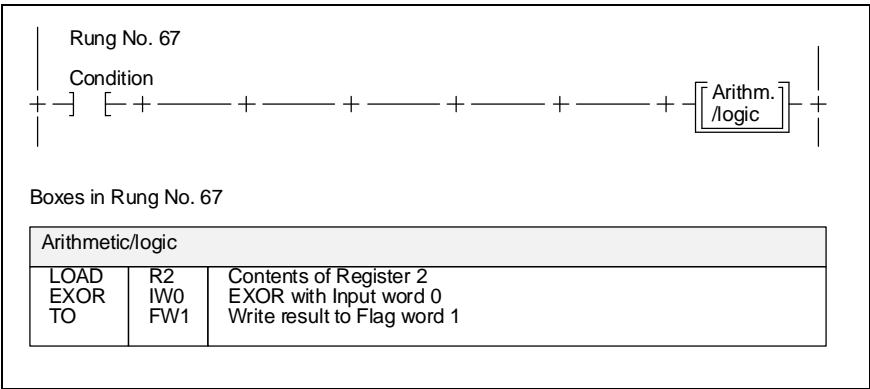 Rung No. 67
Condition
Arithm.
/logic
Boxes in Rung No. 67
Arithmetic/logic
LOAD R2 Contents of Register 2
EXOR IW0 EXOR with Input word 0
TO FW1 Write result to Flag word 1